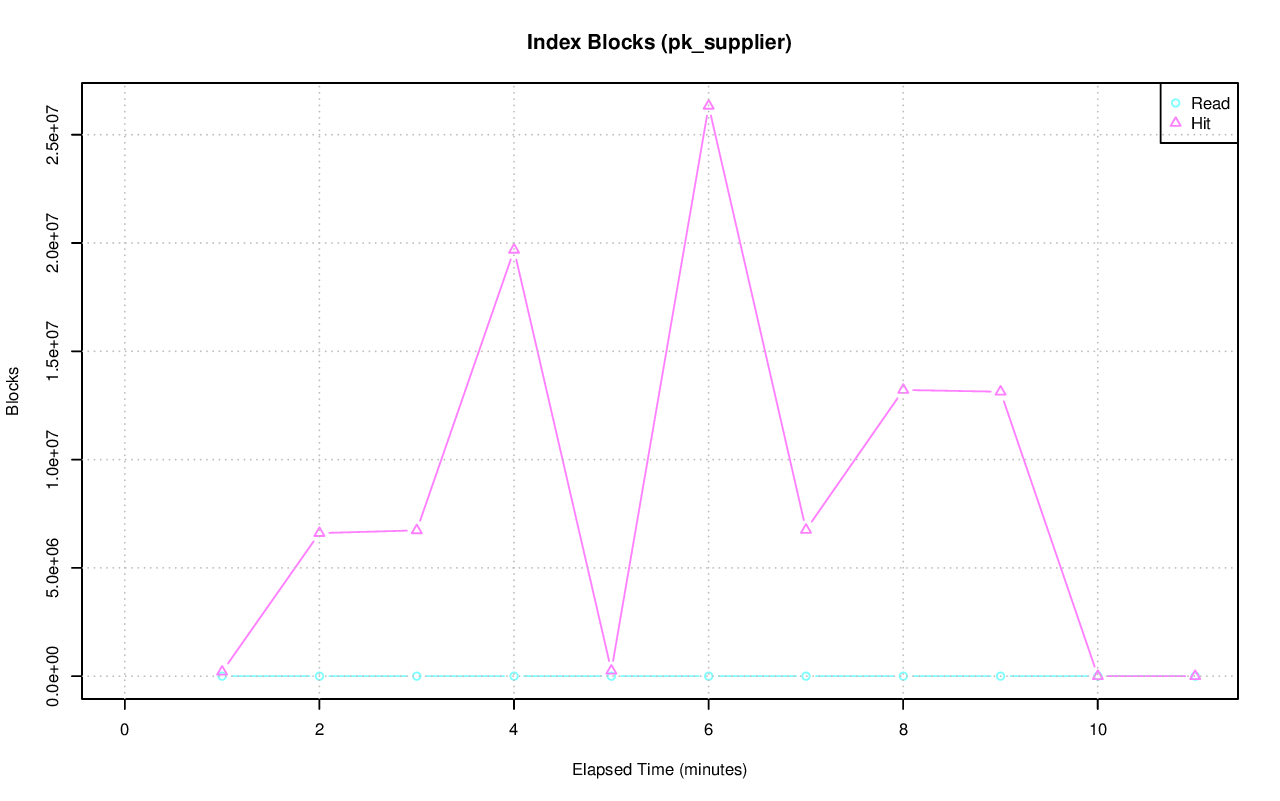 Index Blocks (pk_supplier)
Read
Hit
Blocks
2.5e+07
2.0e+07
1.5e+07
1.0e+07
5.0e+06
0.0e+00
0 2 4 6 8 10
Elapsed Time (minutes)